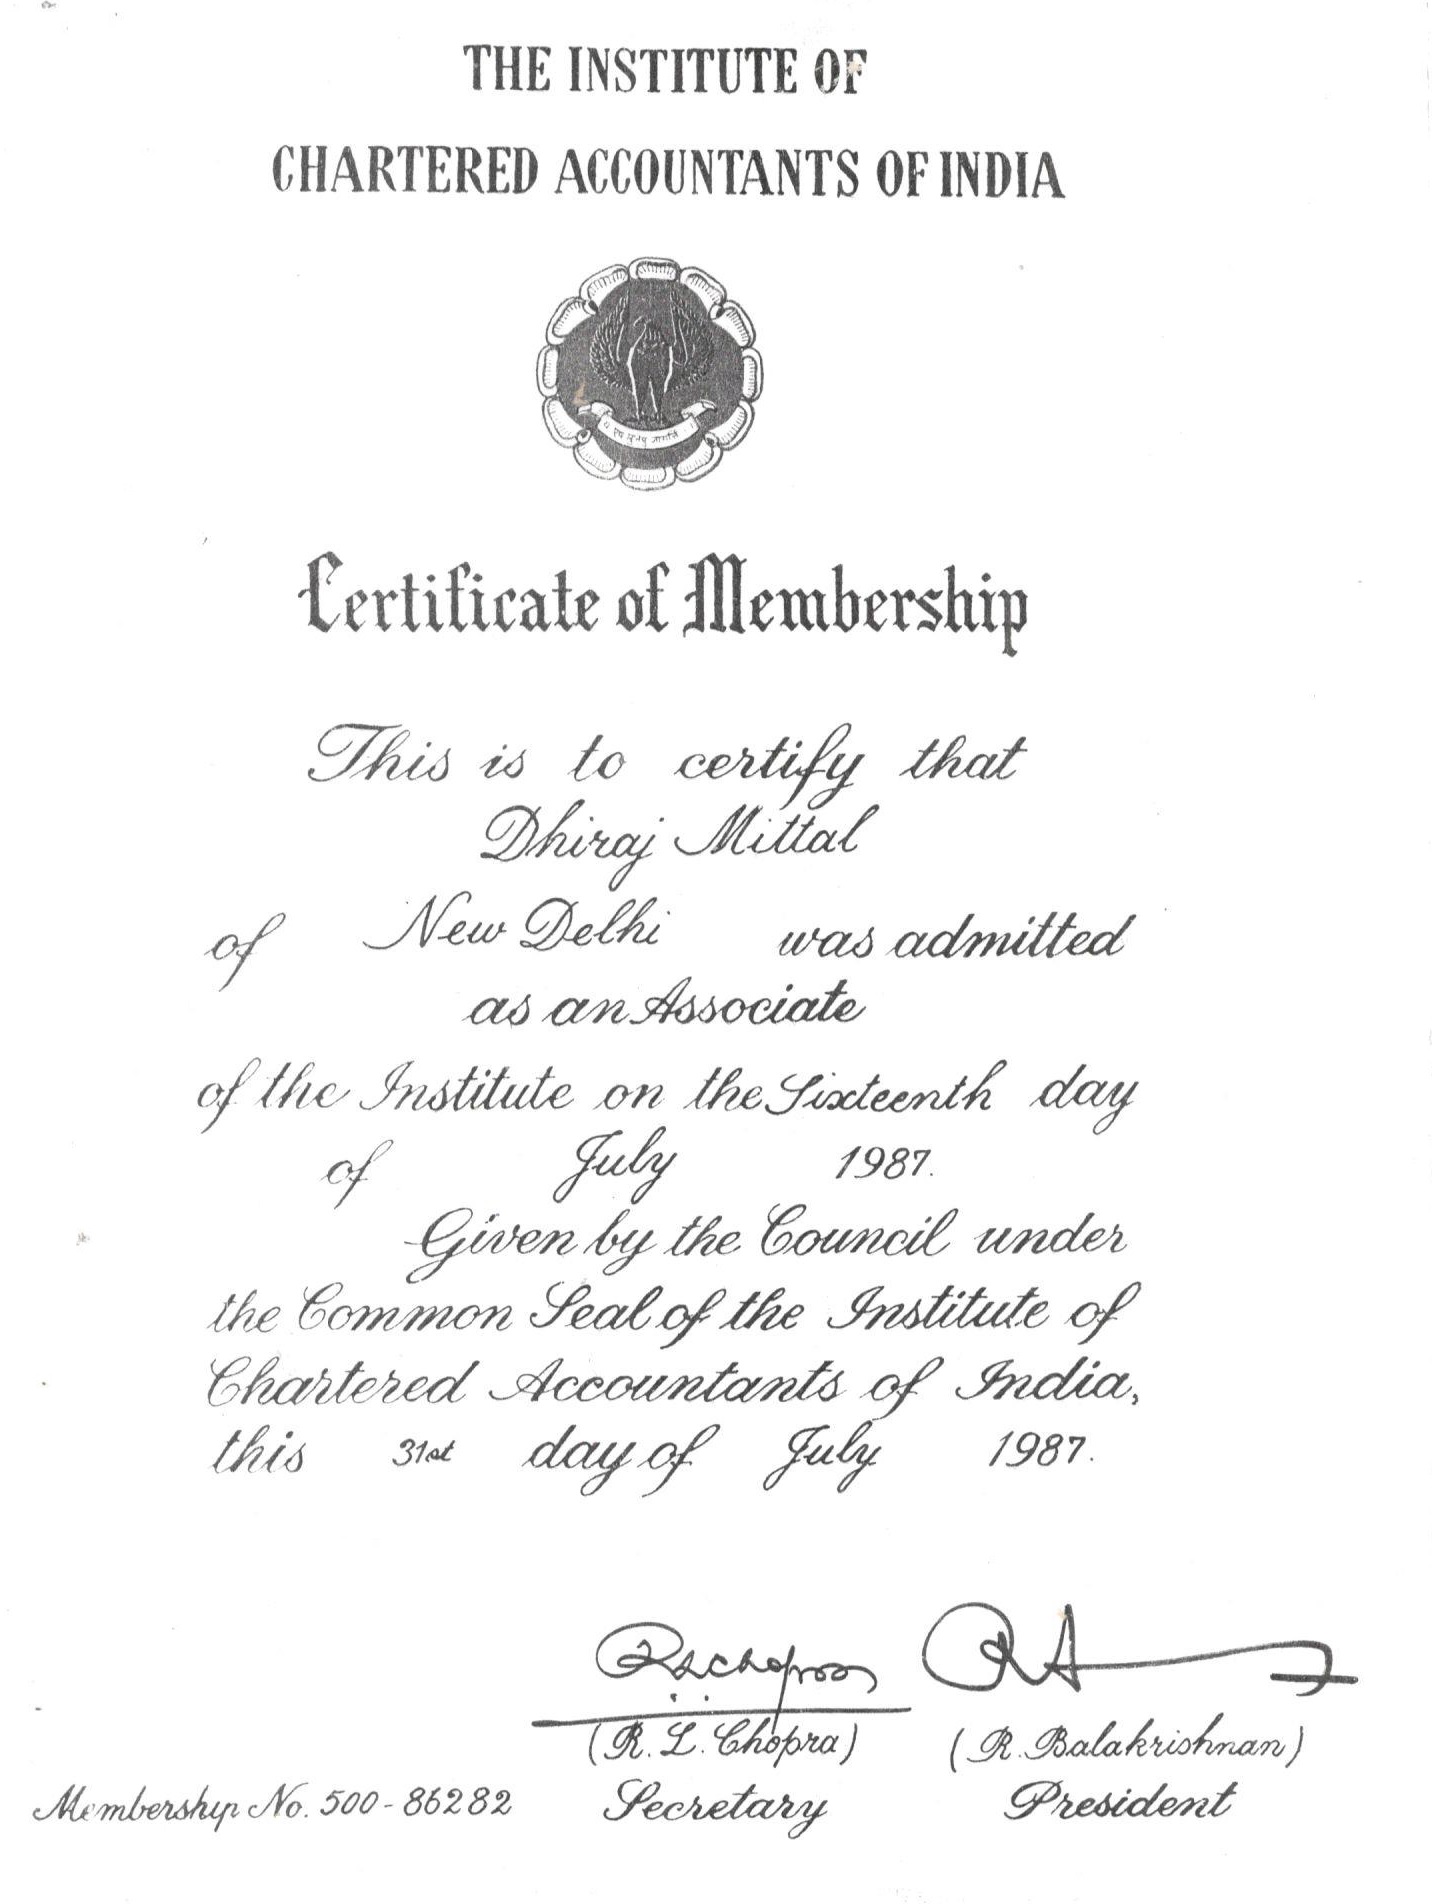 THE INSTITUTE OF
CHARTERED ACCOUNTANTS OF INDIA
य एष सुप्तेषु जागर्ति
Certificate of Membership
This is to certify that
Dhiraj Mittal
of New Delhi was admitted
as an Associate
of the Institute on the Sixteenth day
of July 1987.
Given by the Council under
the Common Seal of the Institute of
Chartered Accountants of India,
this 31st day of July 1987.
(R. L. Chopra) (R. Balakrishnan)
Membership No. 500-86282 Secretary President